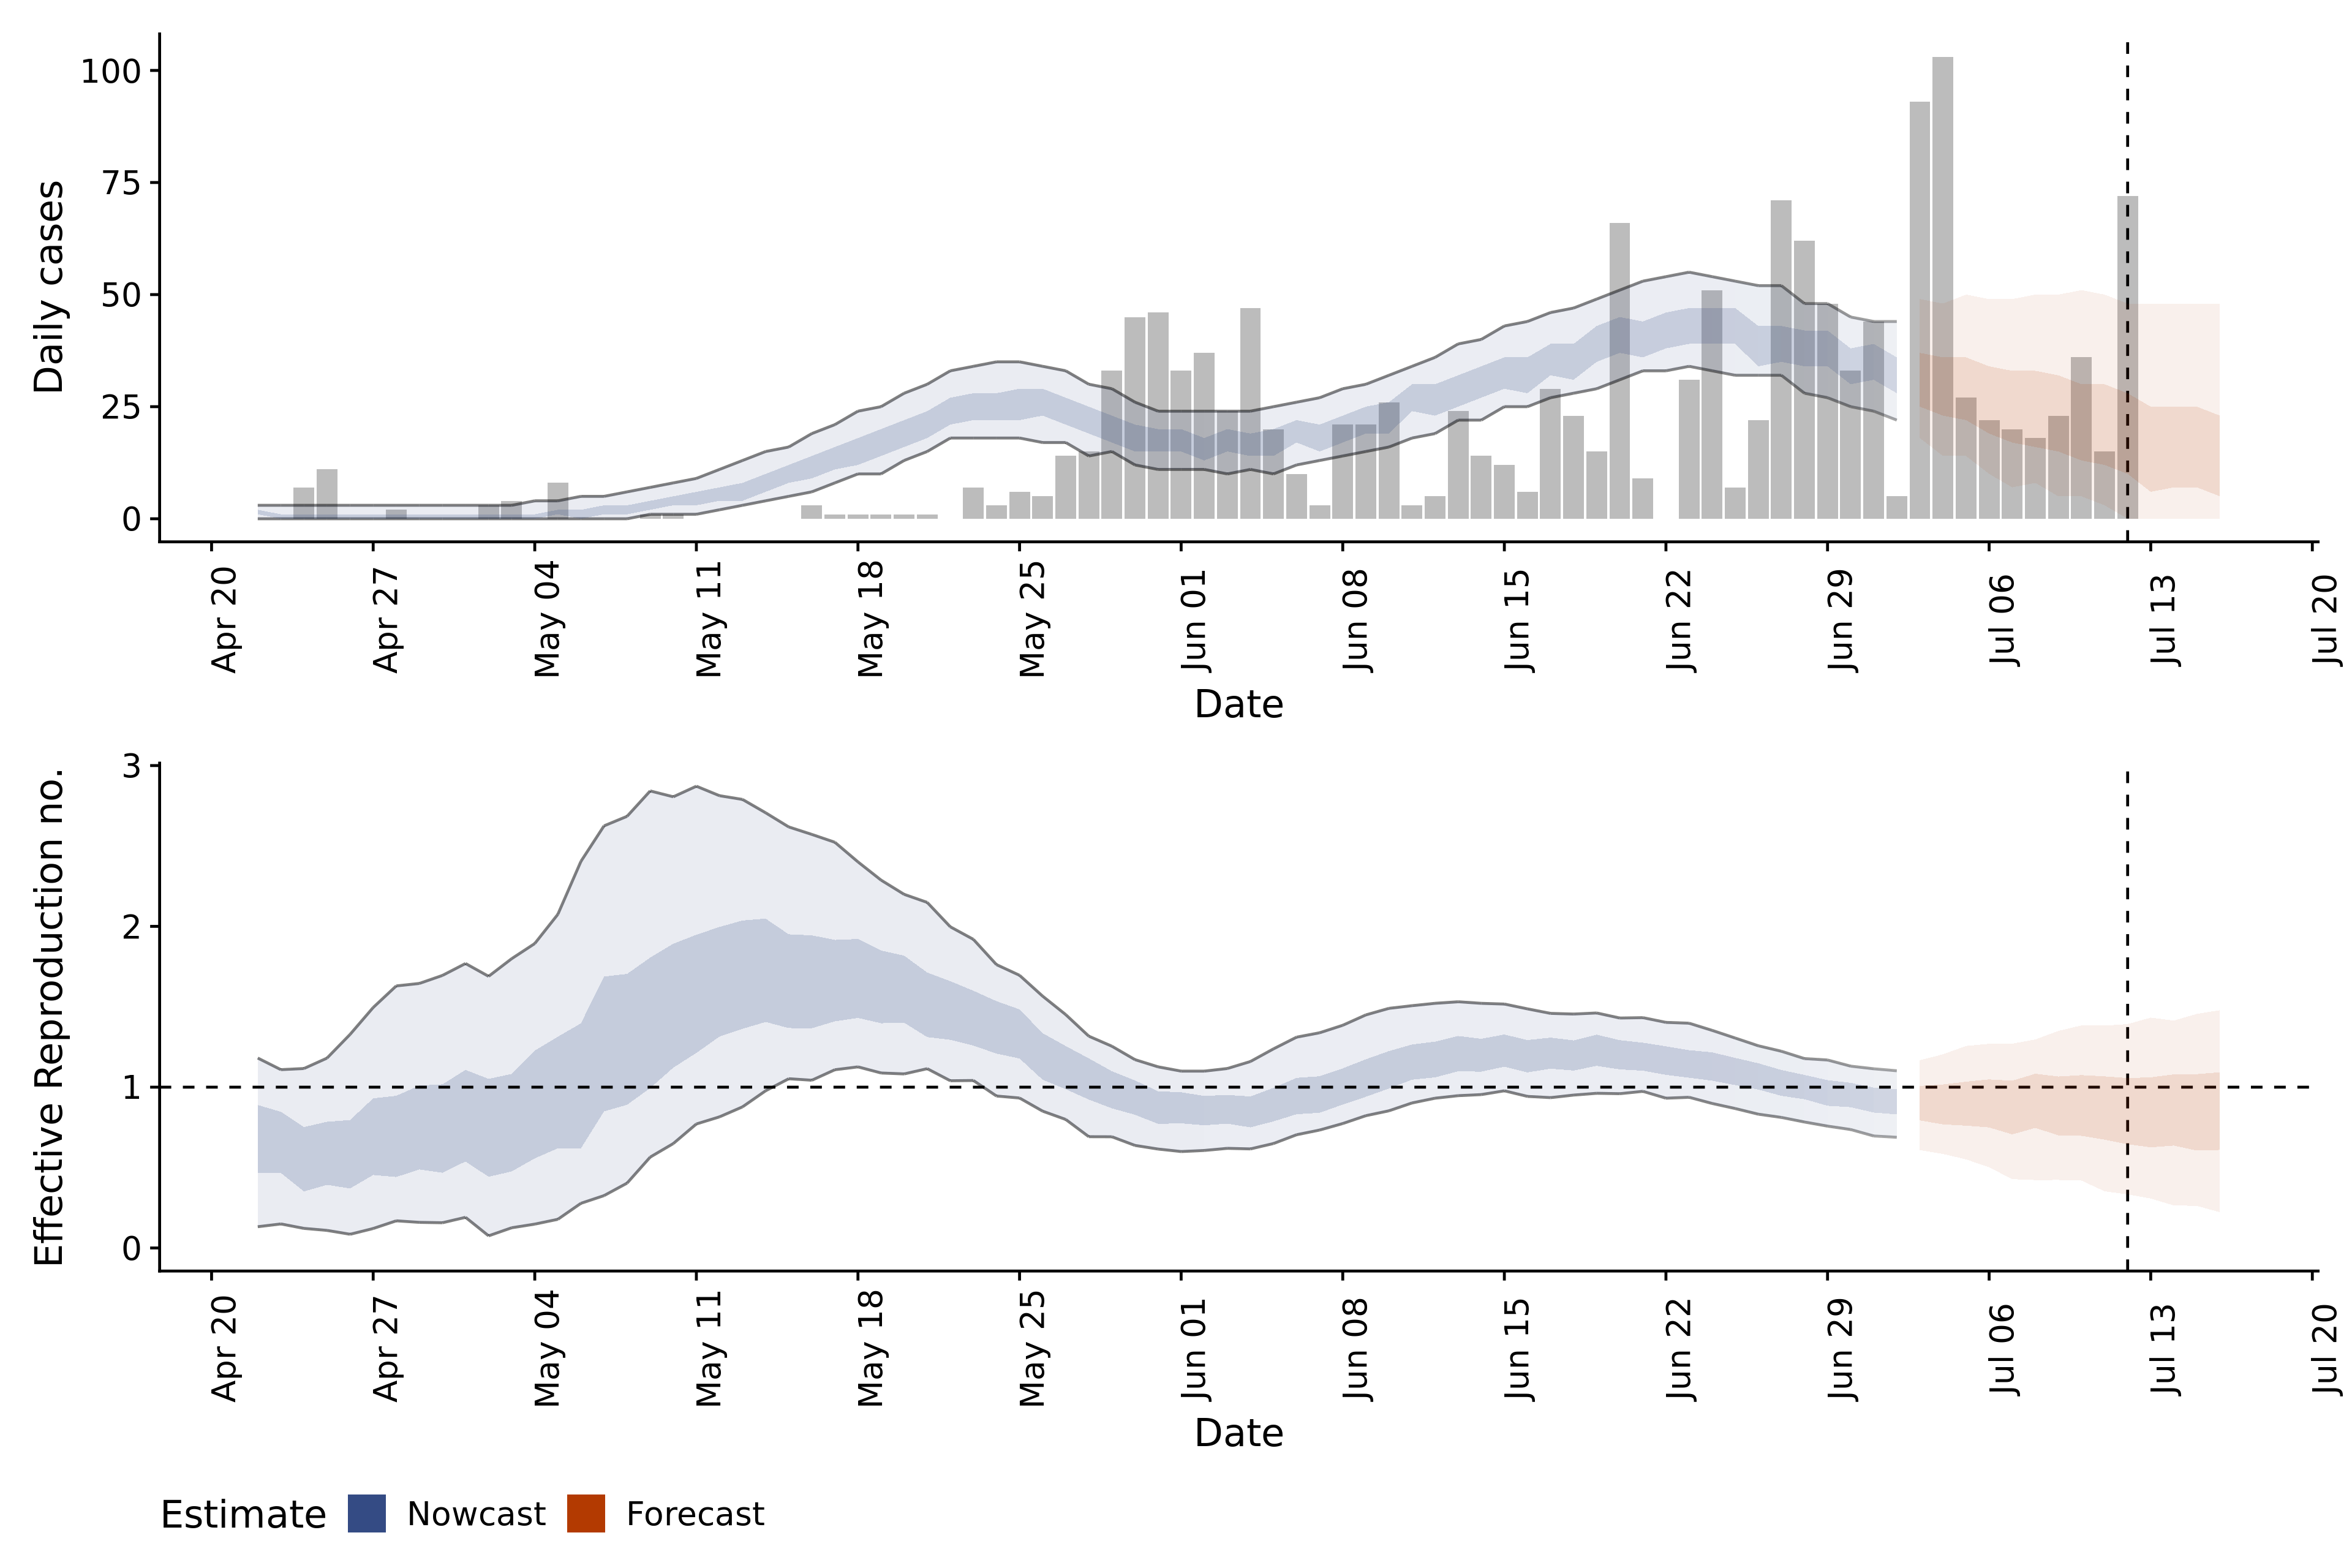 Daily cases
100
75
50
25
0
Apr 20
Apr 27
May 04
May 11
May 18
May 25
Jun 01
Jun 08
Jun 15
Jun 22
Jun 29
Jul 06
Jul 13
Jul 20
Date
Effective Reproduction no.
3
2
1
0
Apr 20
Apr 27
May 04
May 11
May 18
May 25
Jun 01
Jun 08
Jun 15
Jun 22
Jun 29
Jul 06
Jul 13
Jul 20
Date
Estimate Nowcast Forecast